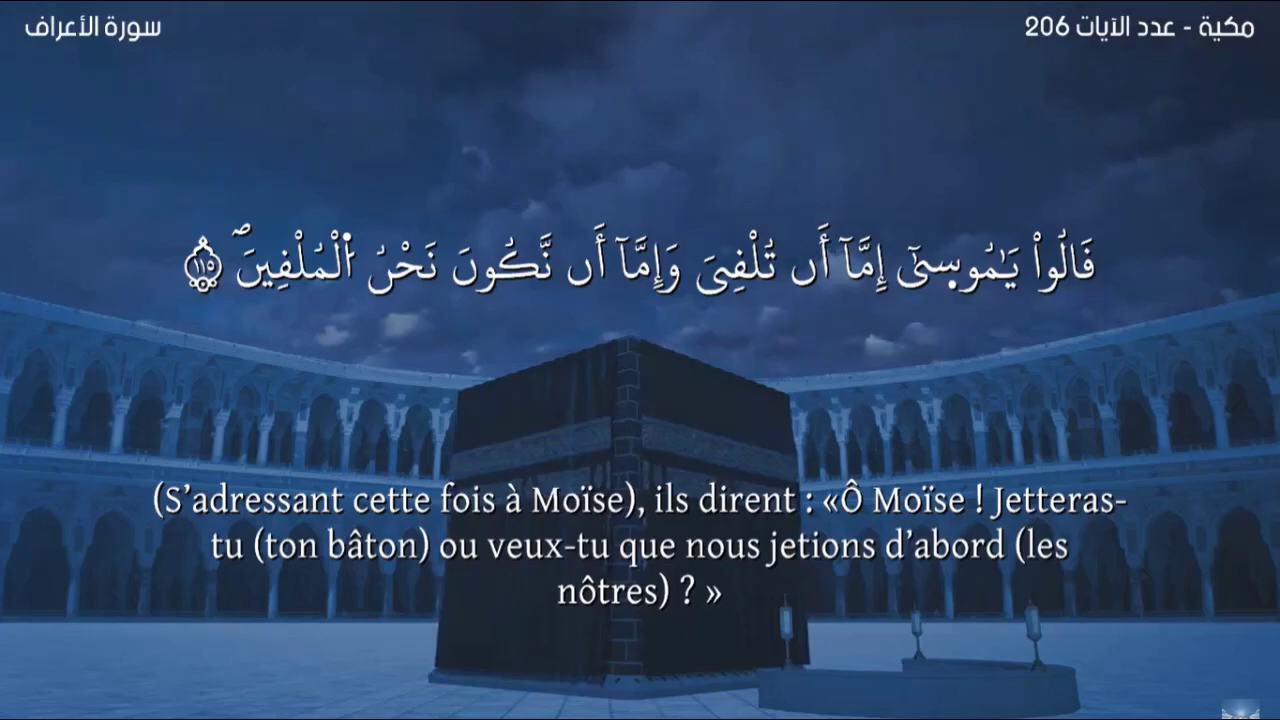 مكية - عدد الآيات 206
سورة الأعراف
فَالُواْ يَٰمُوسِىٰٓ إِمَّآ أَن تُلْفِىَ وَإِمَّآ أَن نَّكُونَ نَحْنُ اُ۬لْمُلْفِينَۖ ١١٥
(S’adressant cette fois à Moïse), ils dirent : «Ô Moïse ! Jetteras-
tu (ton bâton) ou veux-tu que nous jetions d’abord (les
nôtres) ? »